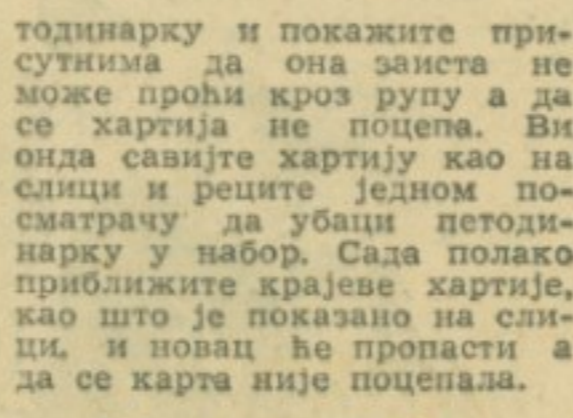 тодинарку и покажите при-
сутнима да она заиста не
може проћи кроз рупу а да
се хартија не поцепа. Ви
онда савијте хартију као на
слици и реците једном по-
сматрачу да убаци петоди-
нарку у набор. Сада полако
приближите крајеве хартије,
као што је показано на сли-
ци, и новац ће пропасти а
да се карта није поцепала.